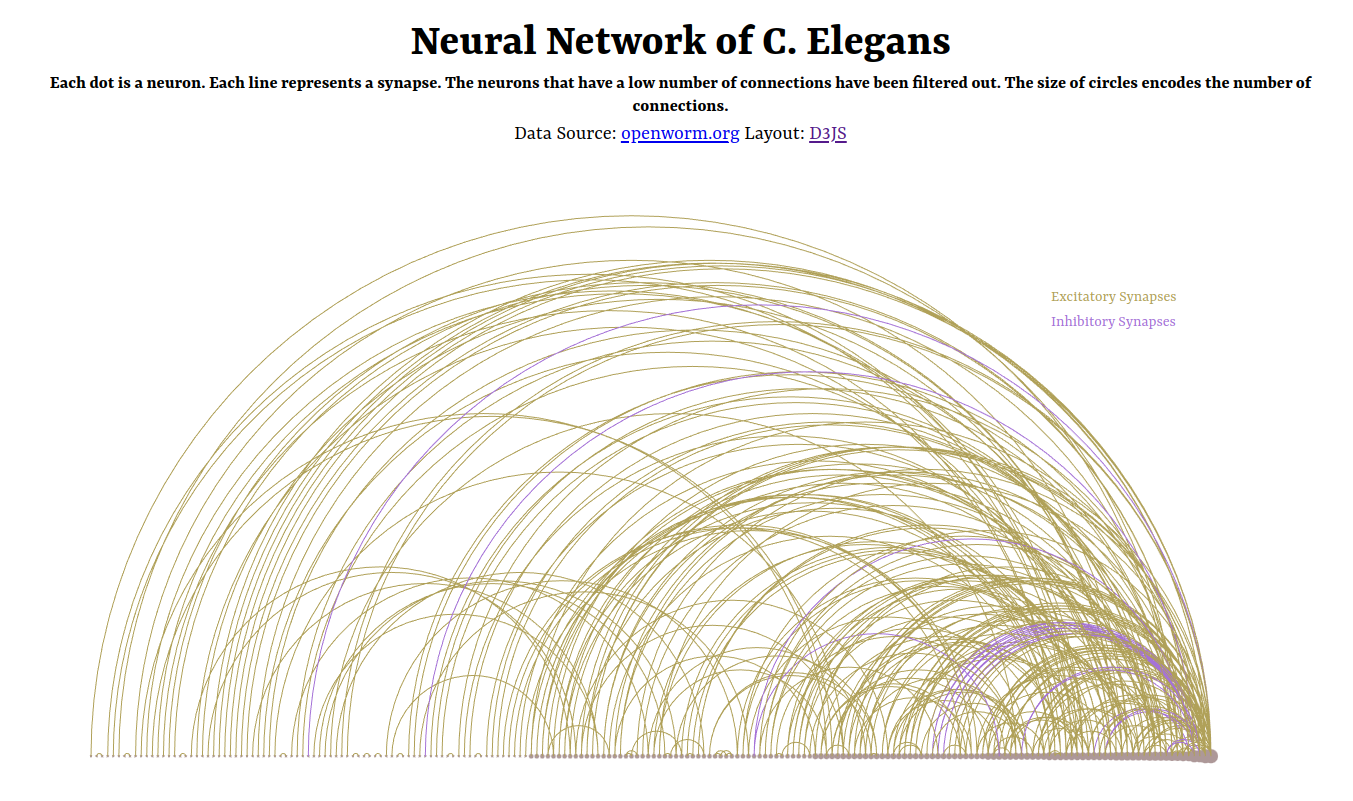 Neural Network of C. Elegans
Each dot is a neuron. Each line represents a synapse. The neurons that have a low number of connections have been filtered out. The size of circles encodes the number of
connections.
Data Source: openworm.org Layout: D3JS
Excitatory Synapses
Inhibitory Synapses